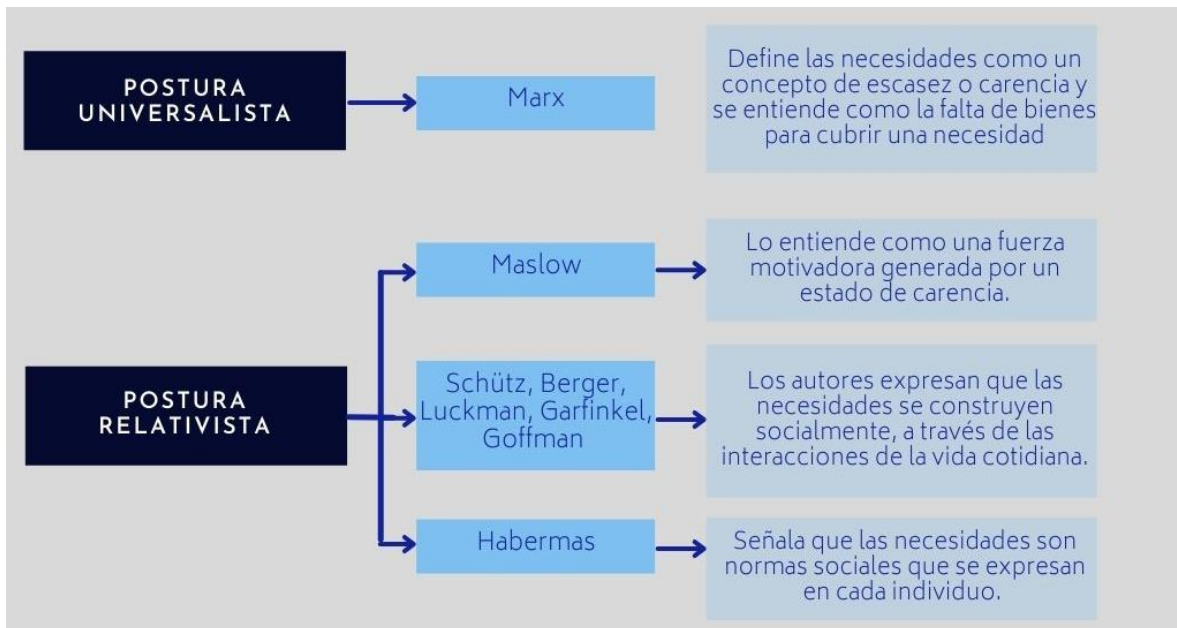 POSTURA
UNIVERSALISTA
Marx
Define las necesidades como un
concepto de escasez o carencia y
se entiende como la falta de bienes
para cubrir una necesidad
POSTURA
RELATIVISTA
Maslow
Lo entiende como una fuerza
motivadora generada por un
estado de carencia.
Schütz, Berger,
Luckman, Garfinkel,
Goffman
Los autores expresan que las
necesidades se construyen
socialmente, a través de las
interacciones de la vida cotidiana.
Habermas
Señala que las necesidades son
normas sociales que se expresan
en cada individuo.